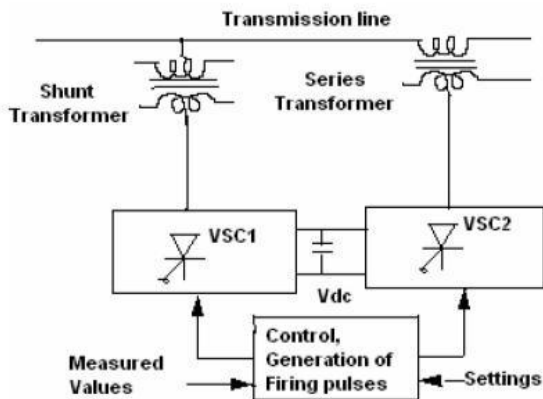 Transmission line
Shunt
Transformer
Series
Transformer
VSC1
VSC2
Vdc
Control,
Generation of
Firing pulses
Measured
Values
Settings